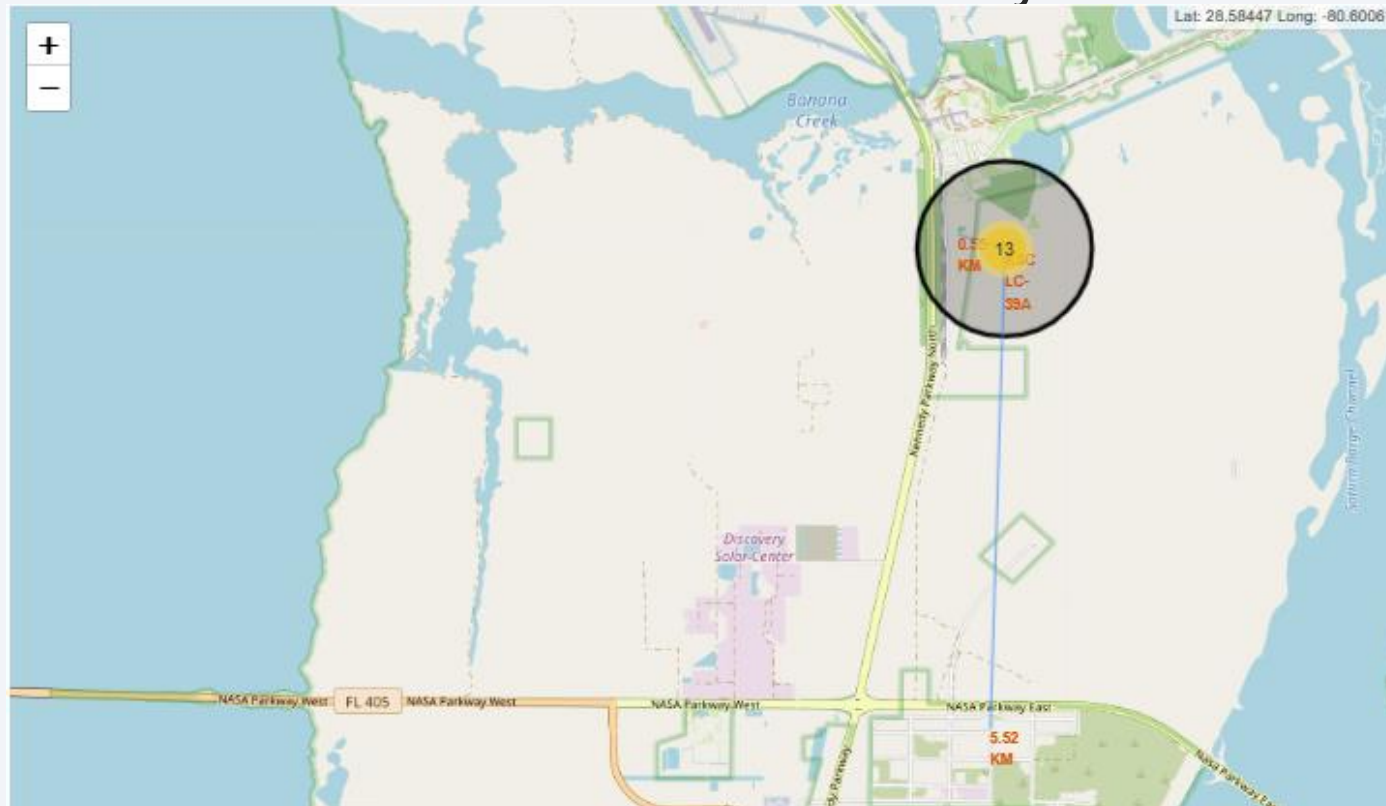 Lat: 28.58447 Long: -80.6006
+
−
Banana
Creek
13
KM
LC-
39A
Kennedy Parkway North
Discovery
Solar Center
NASA Parkway West
FL 405
NASA Parkway West
NASA Parkway West
NASA Parkway East
5.52
KM
Parkway
NASA Parkway